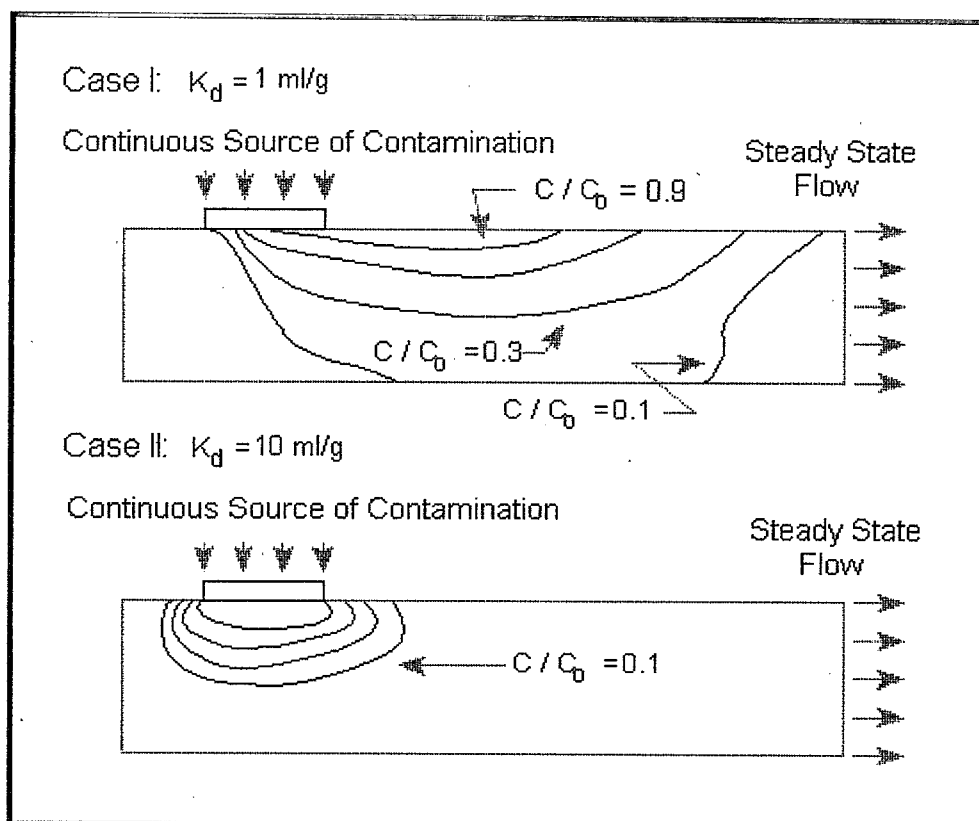 Case I: Kd = 1 ml/g
Continuous Source of Contamination
Steady State
Flow
C / C0 = 0.9
C / C0 = 0.3
C / C0 = 0.1
Case II: Kd = 10 ml/g
Continuous Source of Contamination
Steady State
Flow
C / C0 = 0.1